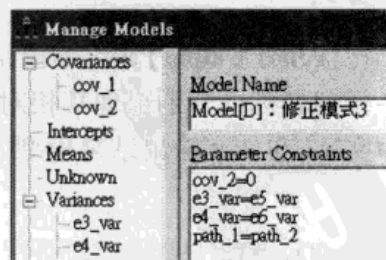 Manage Models
Covariances
cov_1
cov_2
Intercepts
Means
Unknown
Variances
e3_var
e4_var
Model Name
Model[D]：修正模式3
Parameter Constraints
cov_2=0
e3_var=e5_var
e4_var=e6_var
path_1=path_2